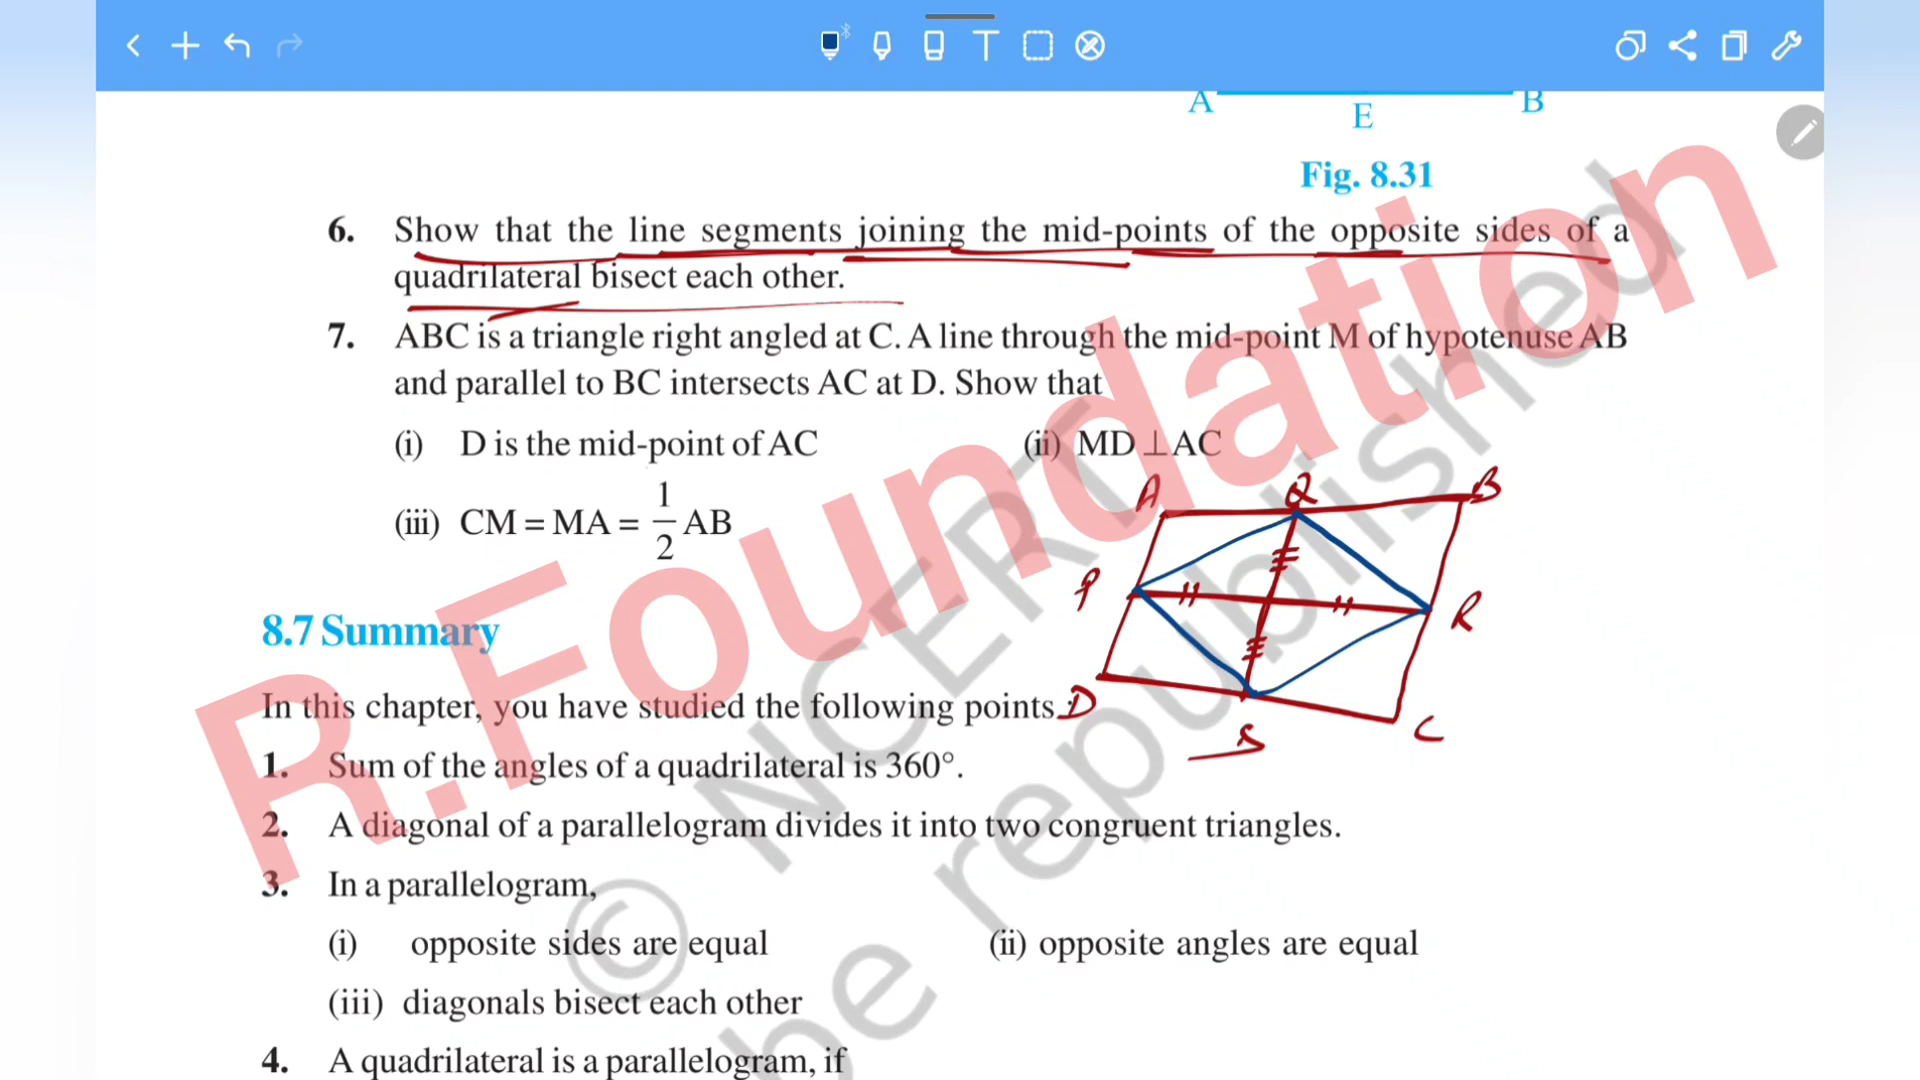 A B
E
Fig. 8.31
6. Show that the line segments joining the mid-points of the opposite sides of a
quadrilateral bisect each other.
7. ABC is a triangle right angled at C. A line through the mid-point M of hypotenuse AB
and parallel to BC intersects AC at D. Show that
(i) D is the mid-point of AC (ii) MD ⊥ AC
(iii) CM = MA = 1/2 AB
A Q B
P R
D S C
8.7 Summary
In this chapter, you have studied the following points :
1. Sum of the angles of a quadrilateral is 360°.
2. A diagonal of a parallelogram divides it into two congruent triangles.
3. In a parallelogram,
(i) opposite sides are equal (ii) opposite angles are equal
(iii) diagonals bisect each other
4. A quadrilateral is a parallelogram, if
R.Foundation
© NCERT
be republished